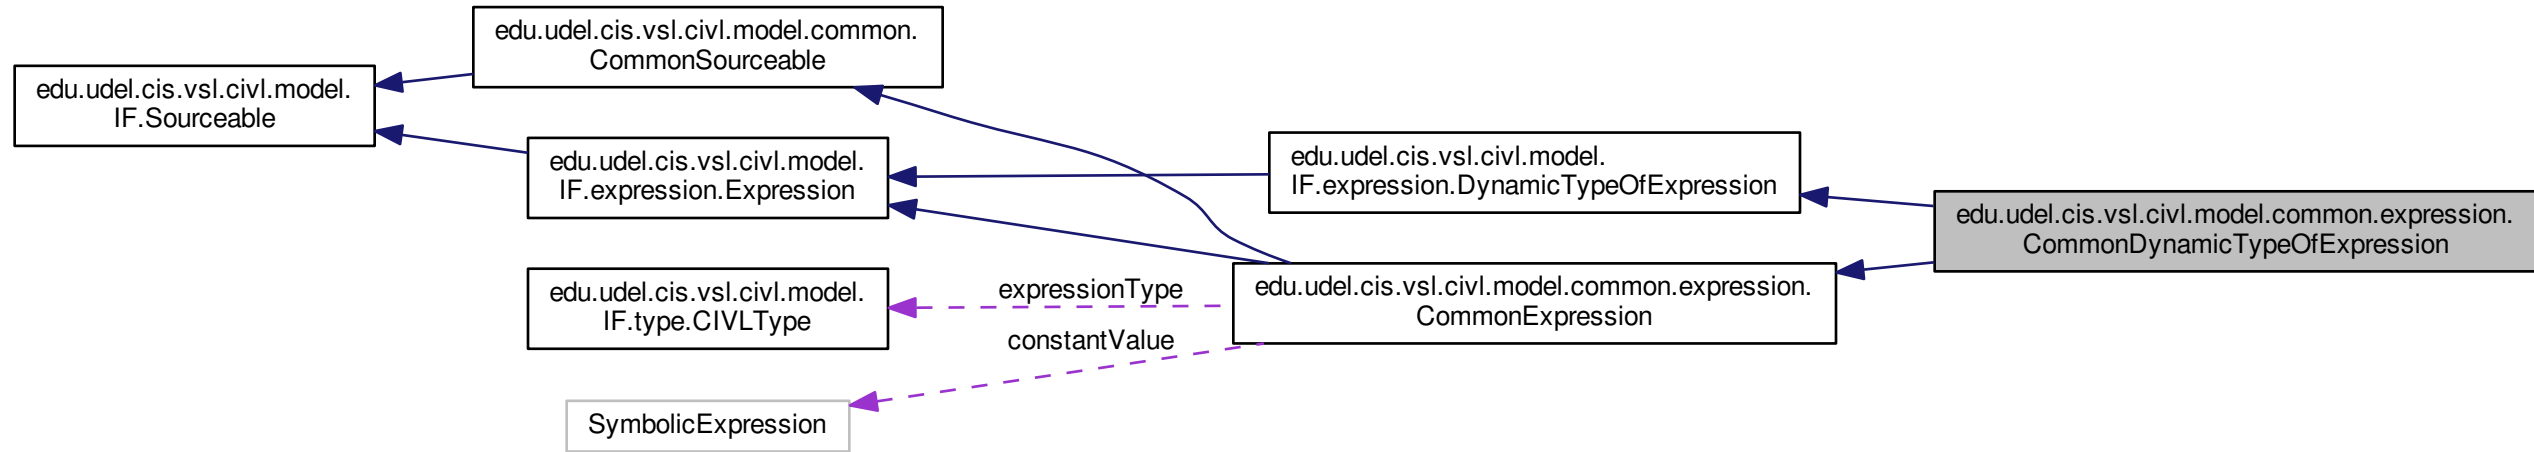 edu.udel.cis.vsl.civl.model.common.
CommonSourceable
edu.udel.cis.vsl.civl.model.
IF.Sourceable
edu.udel.cis.vsl.civl.model.
IF.expression.Expression
edu.udel.cis.vsl.civl.model.
IF.expression.DynamicTypeOfExpression
edu.udel.cis.vsl.civl.model.common.expression.
CommonDynamicTypeOfExpression
edu.udel.cis.vsl.civl.model.
IF.type.CIVLType
expressionType
edu.udel.cis.vsl.civl.model.common.expression.
CommonExpression
constantValue
SymbolicExpression